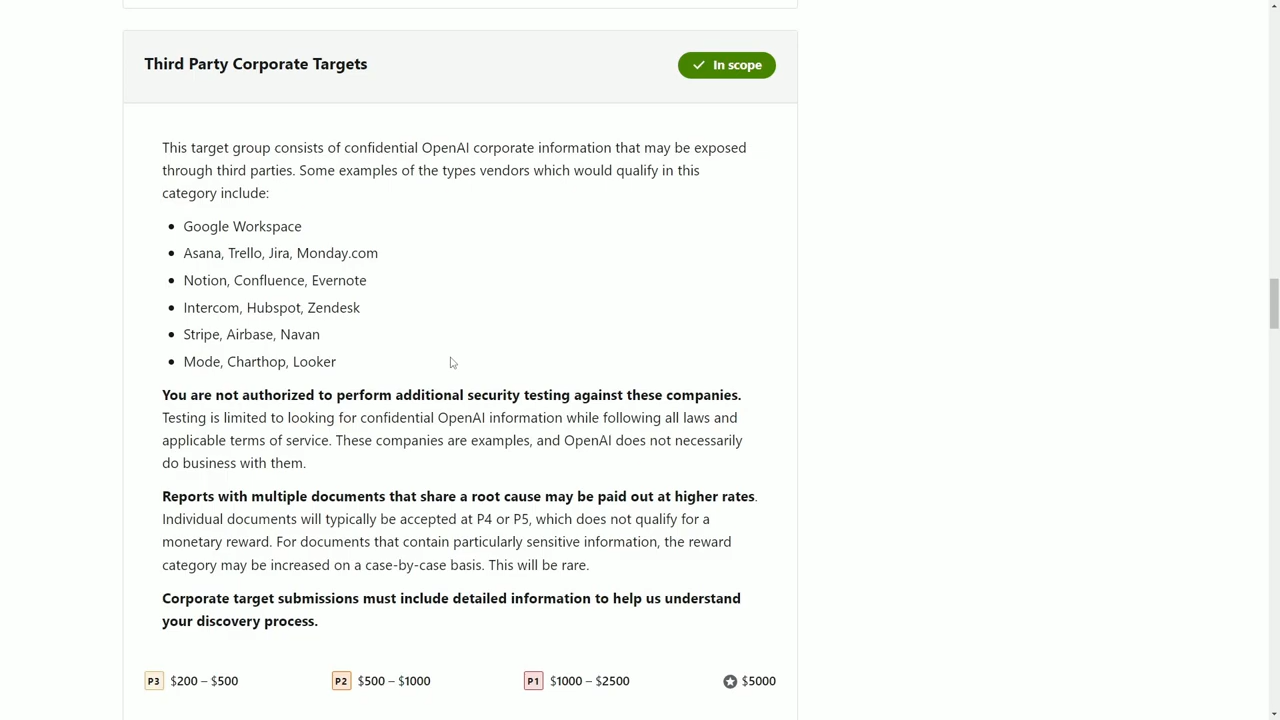 Third Party Corporate Targets
In scope
This target group consists of confidential OpenAI corporate information that may be exposed
through third parties. Some examples of the types vendors which would qualify in this
category include:
Google Workspace
Asana, Trello, Jira, Monday.com
Notion, Confluence, Evernote
Intercom, Hubspot, Zendesk
Stripe, Airbase, Navan
Mode, Charthop, Looker
You are not authorized to perform additional security testing against these companies.
Testing is limited to looking for confidential OpenAI information while following all laws and
applicable terms of service. These companies are examples, and OpenAI does not necessarily
do business with them.
Reports with multiple documents that share a root cause may be paid out at higher rates.
Individual documents will typically be accepted at P4 or P5, which does not qualify for a
monetary reward. For documents that contain particularly sensitive information, the reward
category may be increased on a case-by-case basis. This will be rare.
Corporate target submissions must include detailed information to help us understand
your discovery process.
P3 $200 – $500 P2 $500 – $1000 P1 $1000 – $2500 $5000